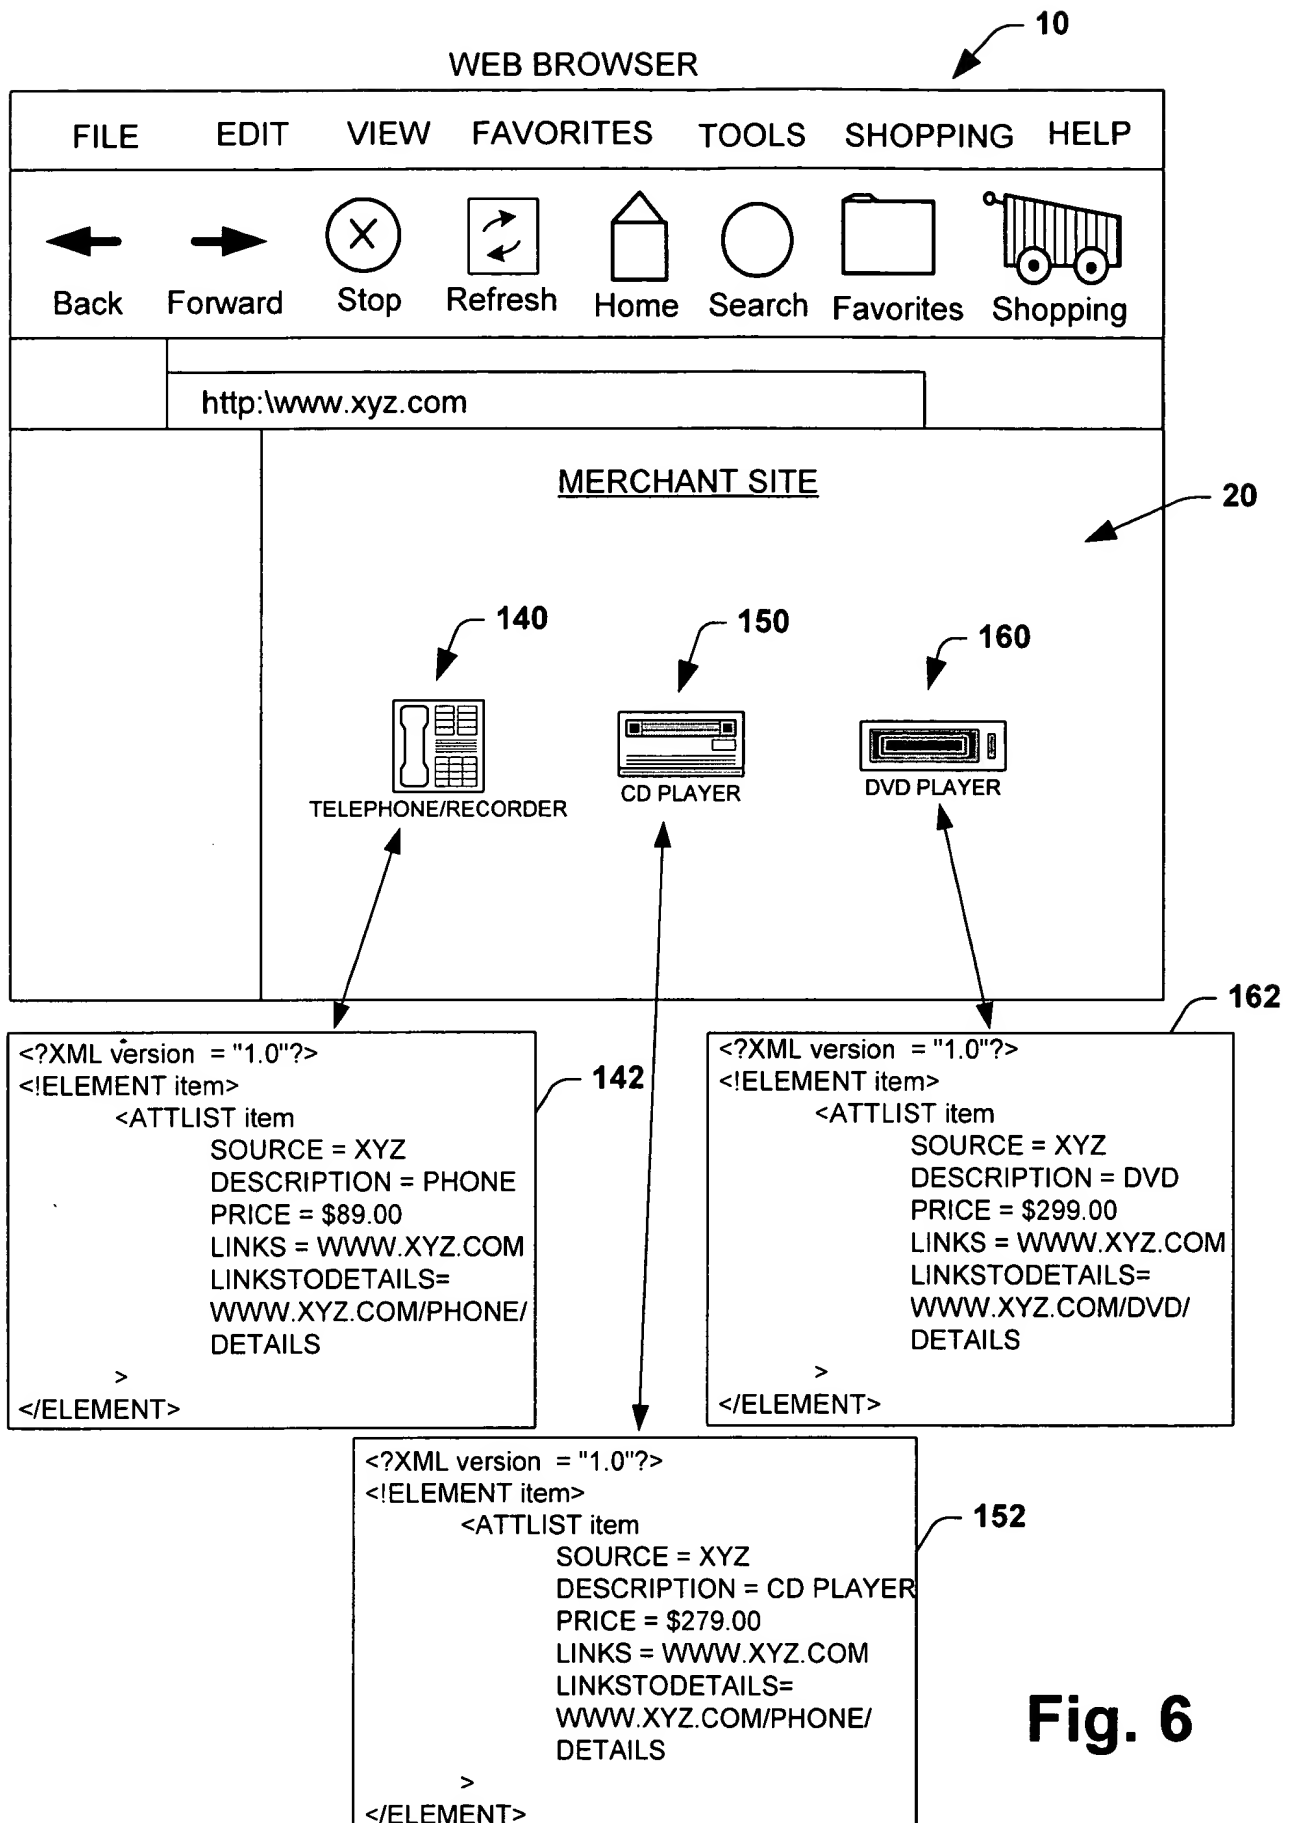 10
WEB BROWSER
FILE EDIT VIEW FAVORITES TOOLS SHOPPING HELP
Back Forward Stop Refresh Home Search Favorites Shopping
http:\www.xyz.com
MERCHANT SITE
20
140 150 160
TELEPHONE/RECORDER CD PLAYER DVD PLAYER
<?XML version = "1.0"?>
<!ELEMENT item>
<ATTLIST item
SOURCE = XYZ
DESCRIPTION = PHONE
PRICE = $89.00
LINKS = WWW.XYZ.COM
LINKSTODETAILS=
WWW.XYZ.COM/PHONE/
DETAILS
>
</ELEMENT>
142
162
<?XML version = "1.0"?>
<!ELEMENT item>
<ATTLIST item
SOURCE = XYZ
DESCRIPTION = DVD
PRICE = $299.00
LINKS = WWW.XYZ.COM
LINKSTODETAILS=
WWW.XYZ.COM/DVD/
DETAILS
>
</ELEMENT>
<?XML version = "1.0"?>
<!ELEMENT item>
<ATTLIST item
SOURCE = XYZ
DESCRIPTION = CD PLAYER
PRICE = $279.00
LINKS = WWW.XYZ.COM
LINKSTODETAILS=
WWW.XYZ.COM/PHONE/
DETAILS
>
</ELEMENT>
152
Fig. 6